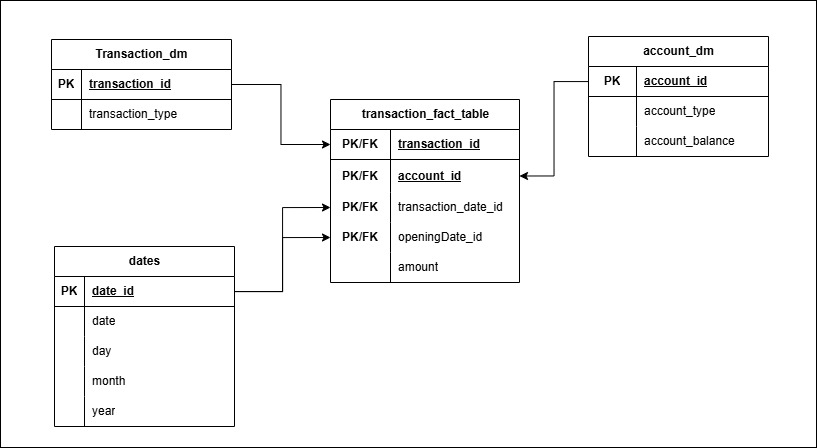 Transaction_dm
PK transaction_id
transaction_type
account_dm
PK account_id
account_type
account_balance
transaction_fact_table
PK/FK transaction_id
PK/FK account_id
PK/FK transaction_date_id
PK/FK openingDate_id
amount
dates
PK date_id
date
day
month
year